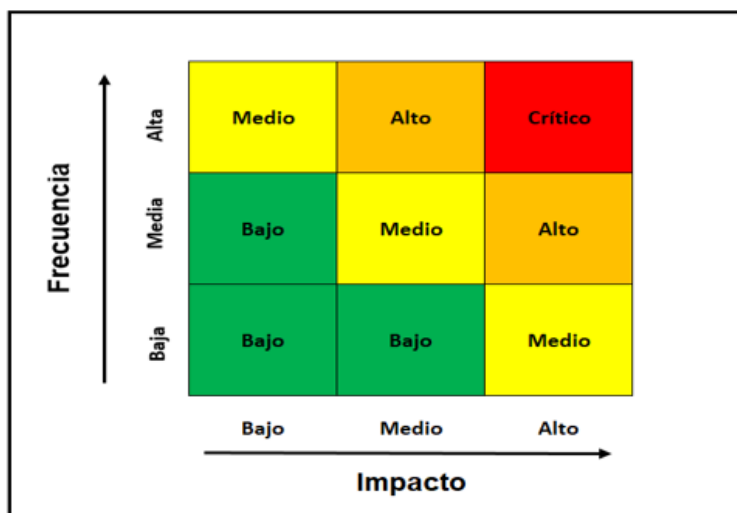 Frecuencia
Alta
Medio
Alto
Crítico
Media
Bajo
Medio
Alto
Baja
Bajo
Bajo
Medio
Bajo
Medio
Alto
Impacto